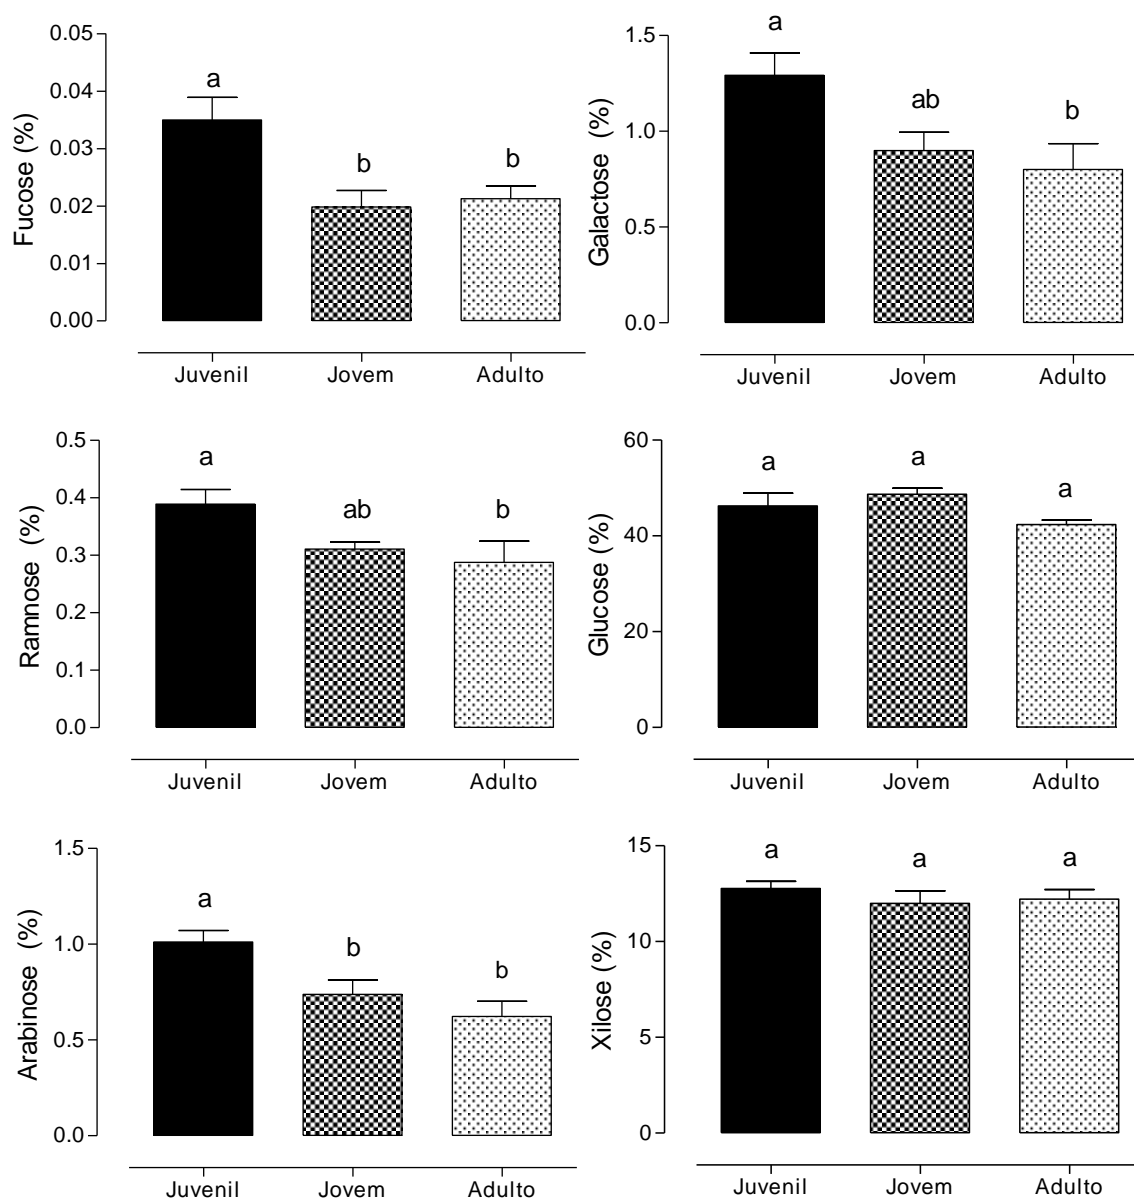 Fucose (%)
0.05
0.04
0.03
0.02
0.01
0.00
a
b
b
Juvenil Jovem Adulto
Galactose (%)
1.5
1.0
0.5
0.0
a
ab
b
Juvenil Jovem Adulto
Ramnose (%)
0.5
0.4
0.3
0.2
0.1
0.0
a
ab
b
Juvenil Jovem Adulto
Glucose (%)
60
40
20
0
a
a
a
Juvenil Jovem Adulto
Arabinose (%)
1.5
1.0
0.5
0.0
a
b
b
Juvenil Jovem Adulto
Xilose (%)
15
10
5
0
a
a
a
Juvenil Jovem Adulto